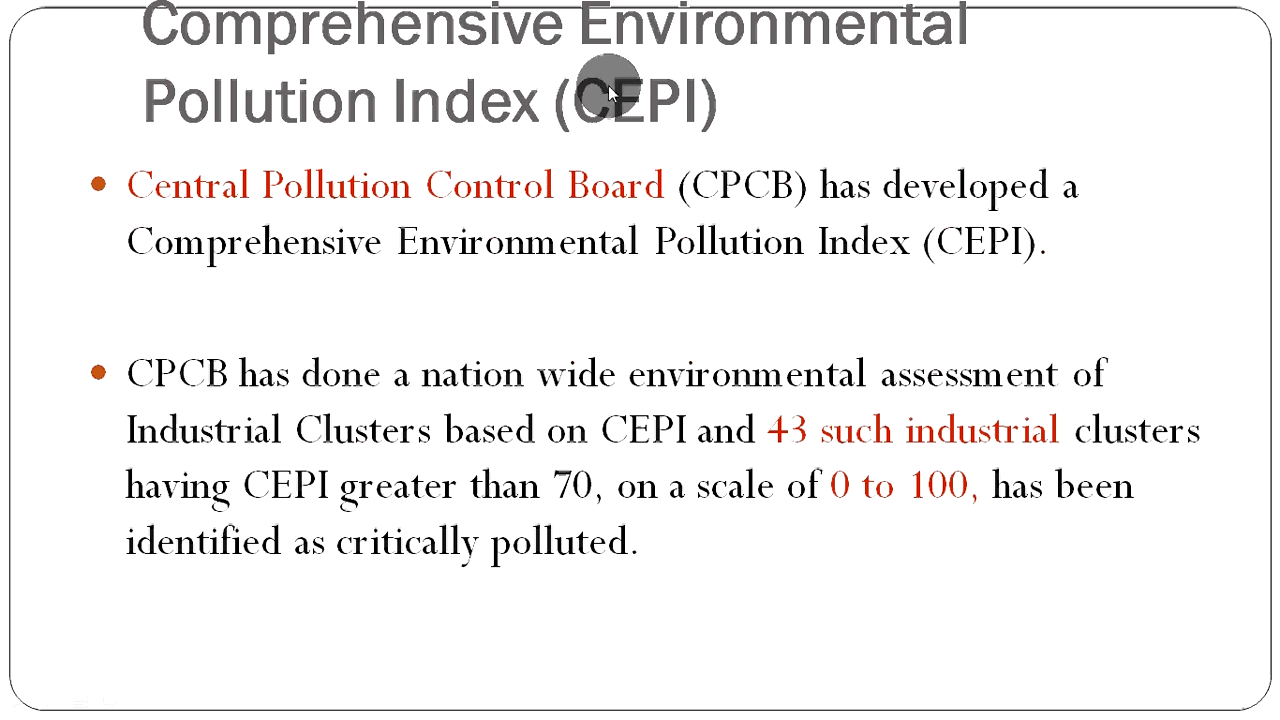 Comprehensive Environmental
Pollution Index (CEPI)
• Central Pollution Control Board (CPCB) has developed a
Comprehensive Environmental Pollution Index (CEPI).
• CPCB has done a nation wide environmental assessment of
Industrial Clusters based on CEPI and 43 such industrial clusters
having CEPI greater than 70, on a scale of 0 to 100, has been
identified as critically polluted.